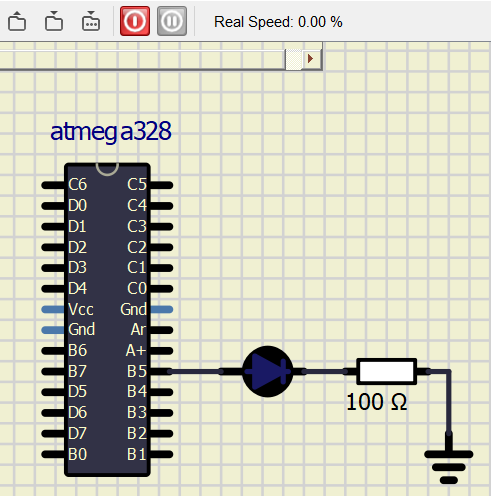 Real Speed: 0.00 %
atmega328
C6 C5
D0 C4
D1 C3
D2 C2
D3 C1
D4 C0
Vcc Gnd
Gnd Ar
B6 A+
B7 B5
D5 B4
D6 B3
D7 B2
B0 B1
100 Ω